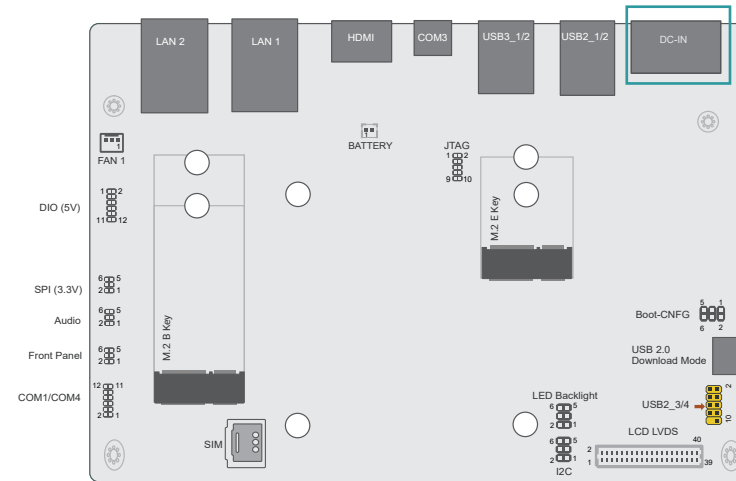 LAN 2 LAN 1 HDMI COM3 USB3_1/2 USB2_1/2 DC-IN
1
FAN 1
1
BATTERY
JTAG
1 2
9 10
1 2
DIO (5V)
11 12
M.2 E Key
6 5
SPI (3.3V)
2 1
6 5
Audio
2 1
M.2 B Key
5 1
Boot-CNFG
6 2
6 5
Front Panel
2 1
USB 2.0
Download Mode
12 11
COM1/COM4
2 1
LED Backlight
6 5
2 1
2
USB2_3/4
10
SIM
6 5
2 1
I2C
LCD LVDS
40
2
1
39